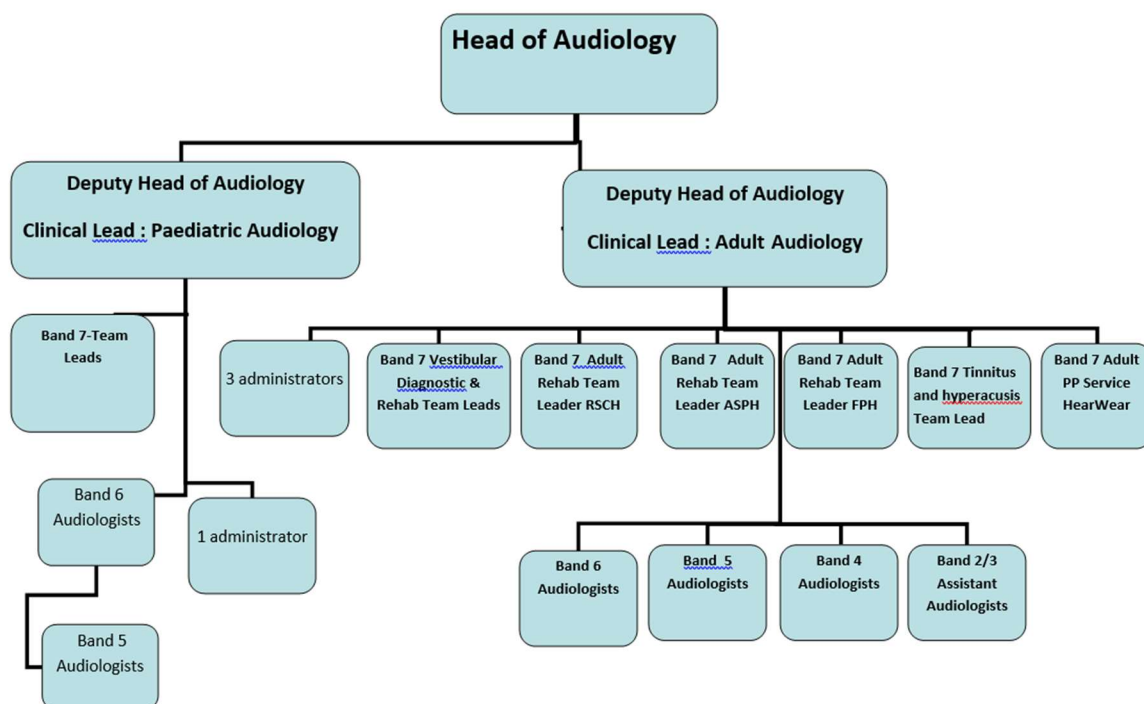 Head of Audiology
Deputy Head of Audiology
Clinical Lead : Paediatric Audiology
Deputy Head of Audiology
Clinical Lead : Adult Audiology
Band 7-Team
Leads
3 administrators
Band 7 Vestibular
Diagnostic &
Rehab Team Leads
Band 7 Adult
Rehab Team
Leader RSCH
Band 7 Adult
Rehab Team
Leader ASPH
Band 7 Adult
Rehab Team
Leader FPH
Band 7 Tinnitus
and hyperacusis
Team Lead
Band 7 Adult
PP Service
HearWear
Band 6
Audiologists
1 administrator
Band 5
Audiologists
Band 6
Audiologists
Band 5
Audiologists
Band 4
Audiologists
Band 2/3
Assistant
Audiologists